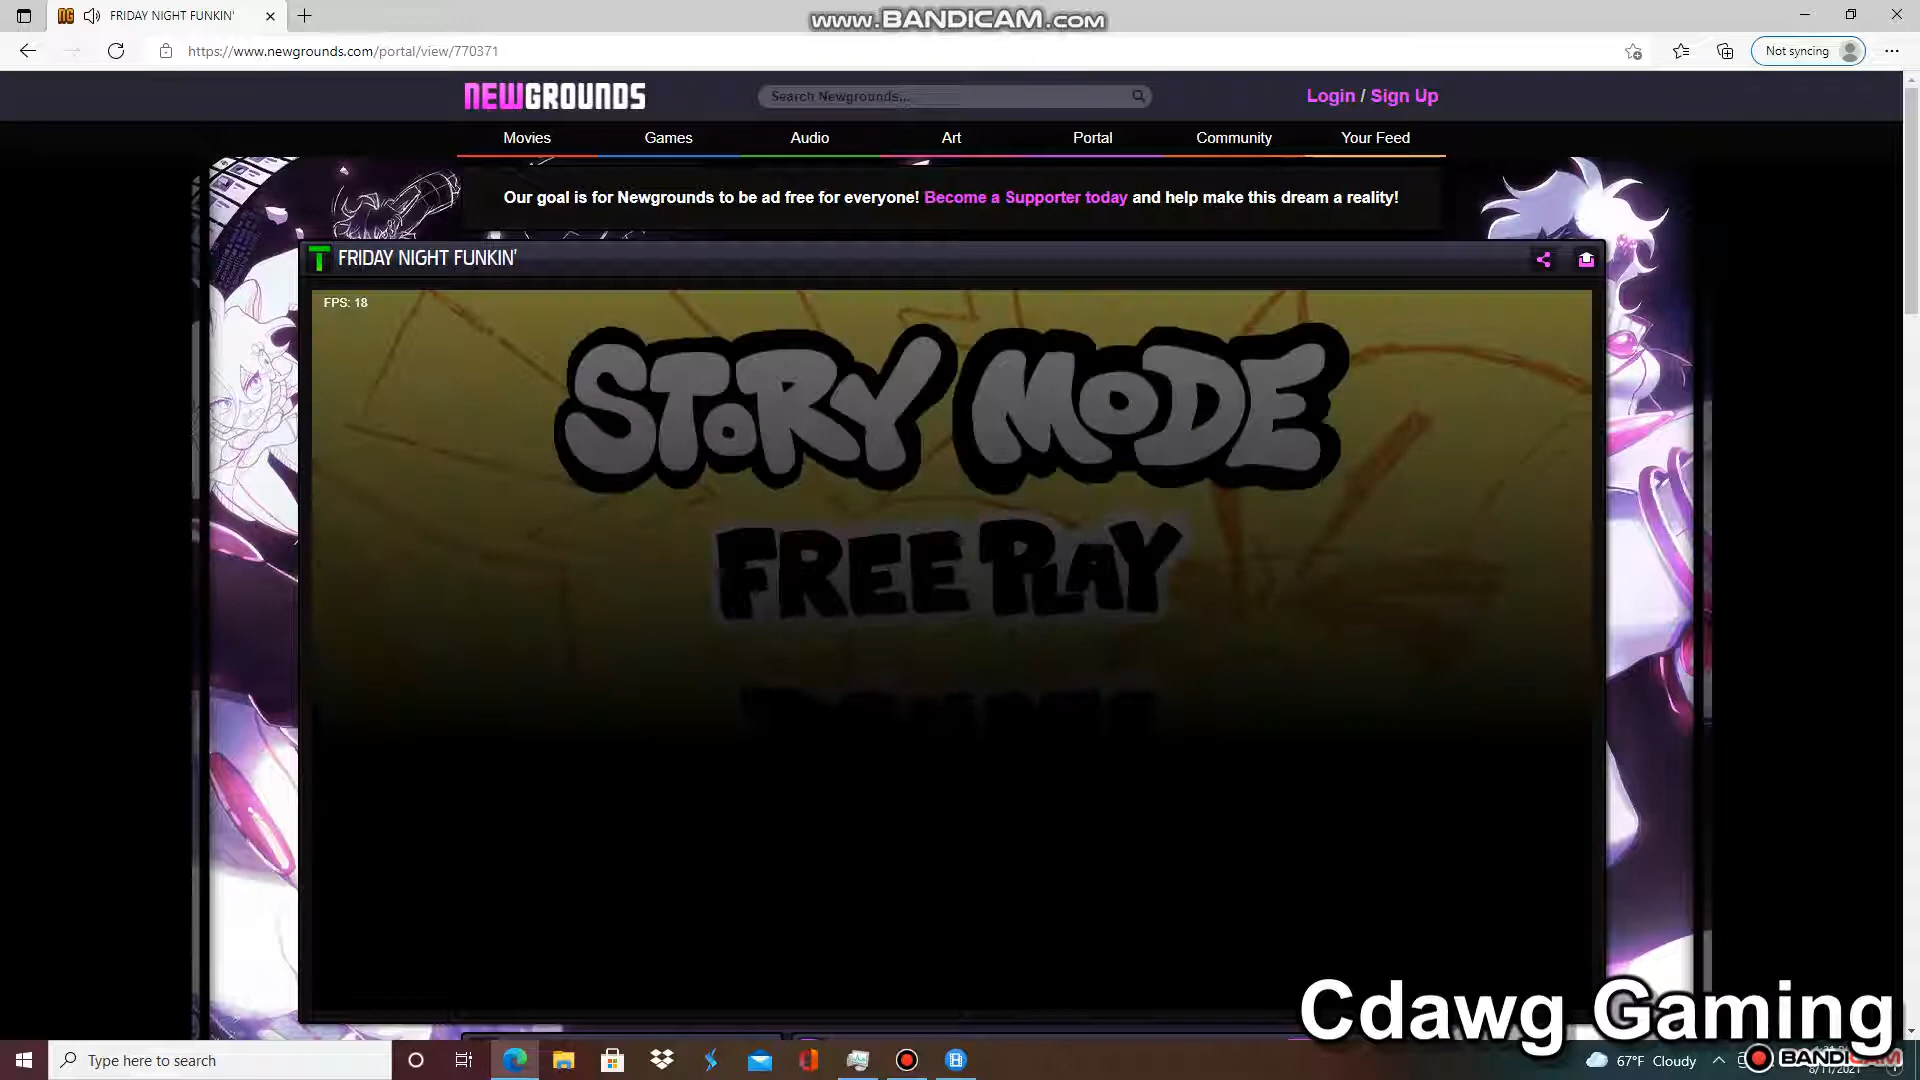 FRIDAY NIGHT FUNKIN'
www.BANDICAM.com
https://www.newgrounds.com/portal/view/770371
Not syncing
NEWGROUNDS
Search Newgrounds...
Login / Sign Up
Movies
Games
Audio
Art
Portal
Community
Your Feed
Our goal is for Newgrounds to be ad free for everyone! Become a Supporter today and help make this dream a reality!
T FRIDAY NIGHT FUNKIN'
FPS: 18
STORY MODE
FREE PLAY
Cdawg Gaming
Type here to search
67°F Cloudy
BANDICAM
8/11/2021